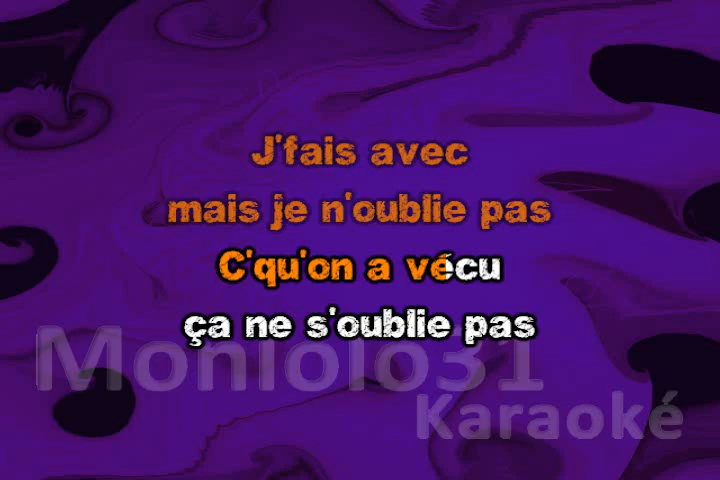 J'fais avec
mais je n'oublie pas
C'qu'on a vécu
ça ne s'oublie pas
Monlolo31
Karaoké